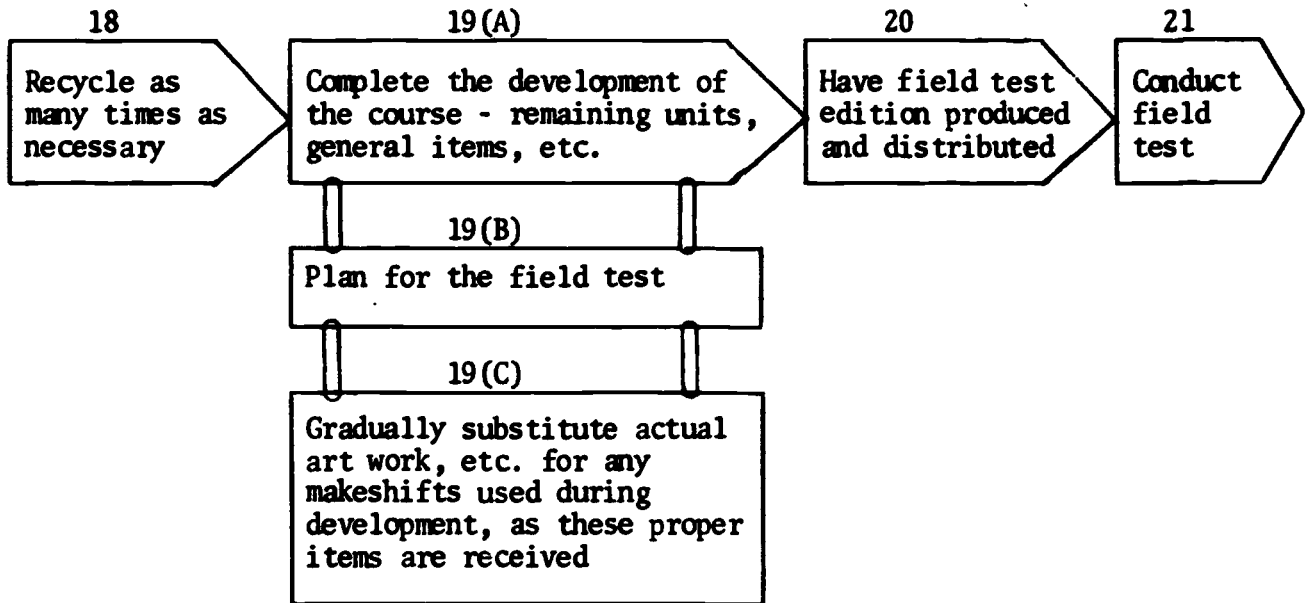 18
Recycle as
many times as
necessary
19(A)
Complete the development of
the course - remaining units,
general items, etc.
20
Have field test
edition produced
and distributed
21
Conduct
field
test
19(B)
Plan for the field test
19(C)
Gradually substitute actual
art work, etc. for any
makeshifts used during
development, as these proper
items are received